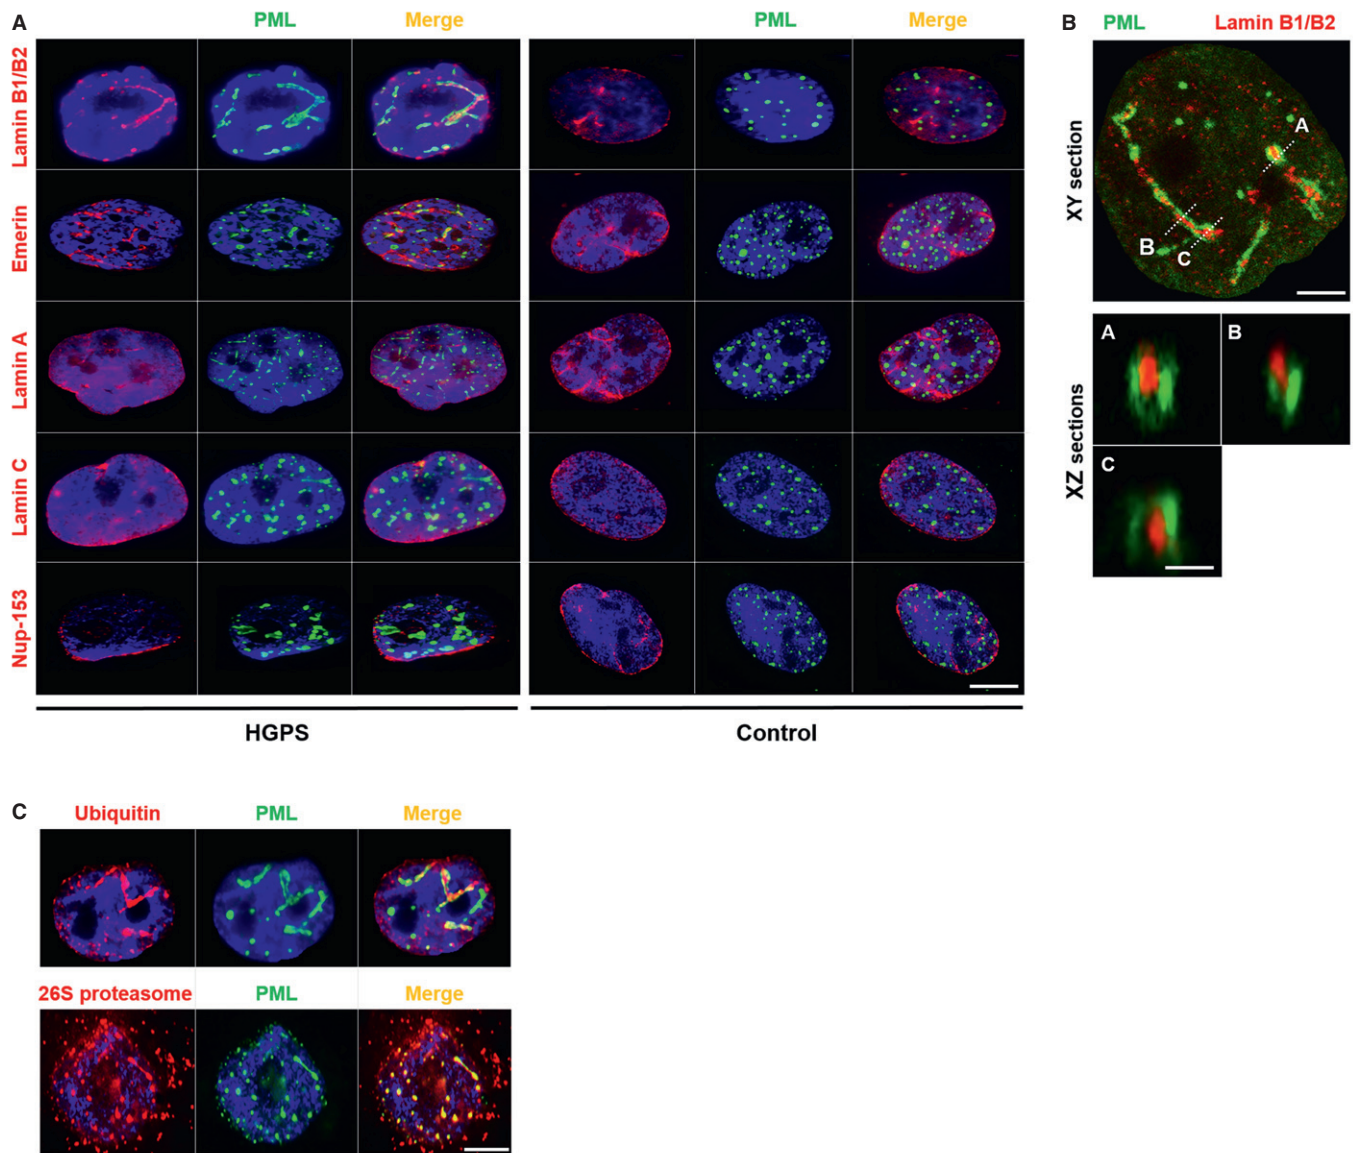 A
PML Merge PML Merge
Lamin B1/B2
Emerin
Lamin A
Lamin C
Nup-153
HGPS Control
B
PML Lamin B1/B2
XY section
A
B
C
XZ sections
A B
C
C
Ubiquitin PML Merge
26S proteasome PML Merge